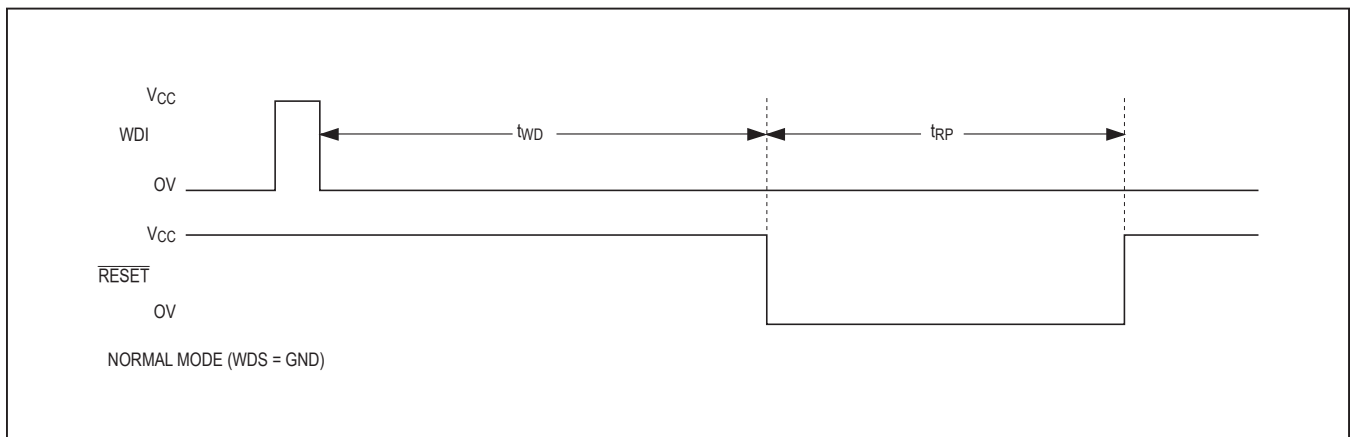 VCC
WDI
tWD
tRP
OV
VCC
RESET
OV
NORMAL MODE (WDS = GND)